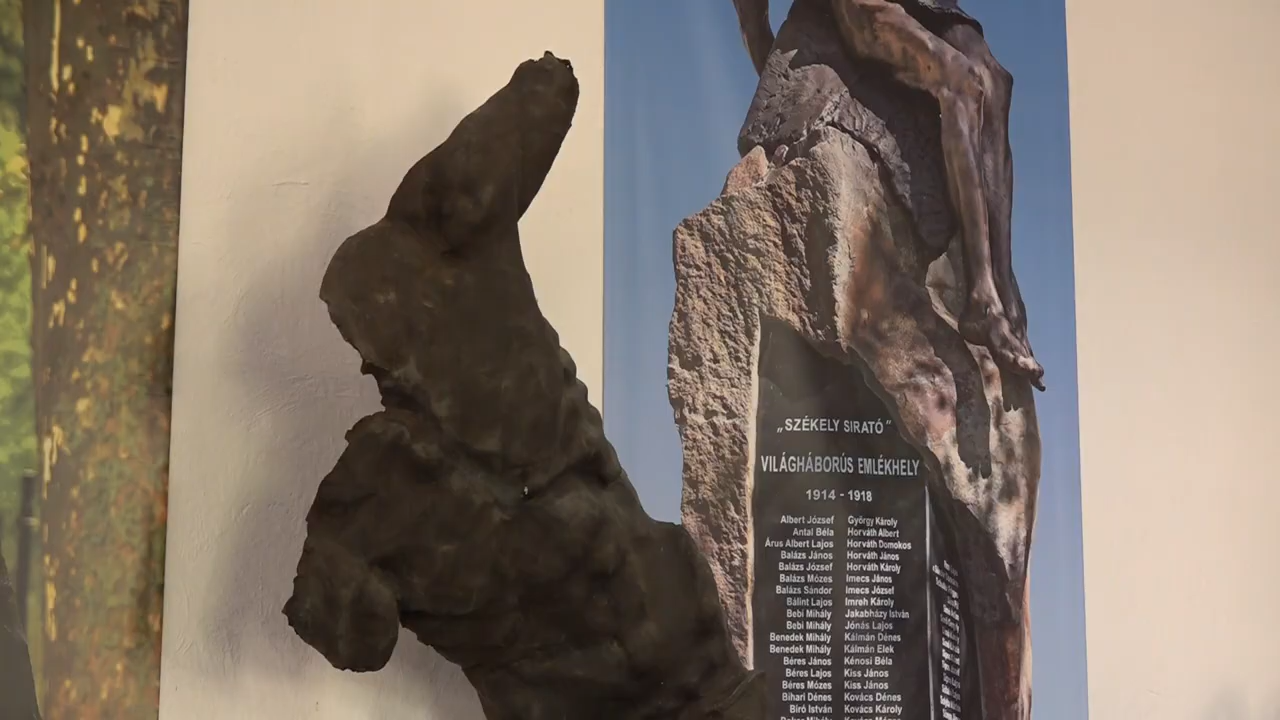 „SZÉKELY SIRATÓ”
VILÁGHÁBORÚS EMLÉKHELY
1914 - 1918
Albert József
Antal Béla
Árus Albert Lajos
Balázs János
Balázs József
Balázs Mózes
Balázs Sándor
Bálint Lajos
Bebi Mihály
Bebi Mihály
Benedek Mihály
Benedek Mihály
Béres János
Béres Lajos
Béres Mózes
Bihari Dénes
Bíró István
Mihály
György Károly
Horváth Albert
Horváth Domokos
Horváth János
Horváth Károly
Imecs János
Imecs József
Imreh Károly
Jakabházy István
Jónás Lajos
Kálmán Dénes
Kálmán Elek
Kénosi Béla
Kiss János
Kiss János
Kovács Dénes
Kovács Károly
Kovács